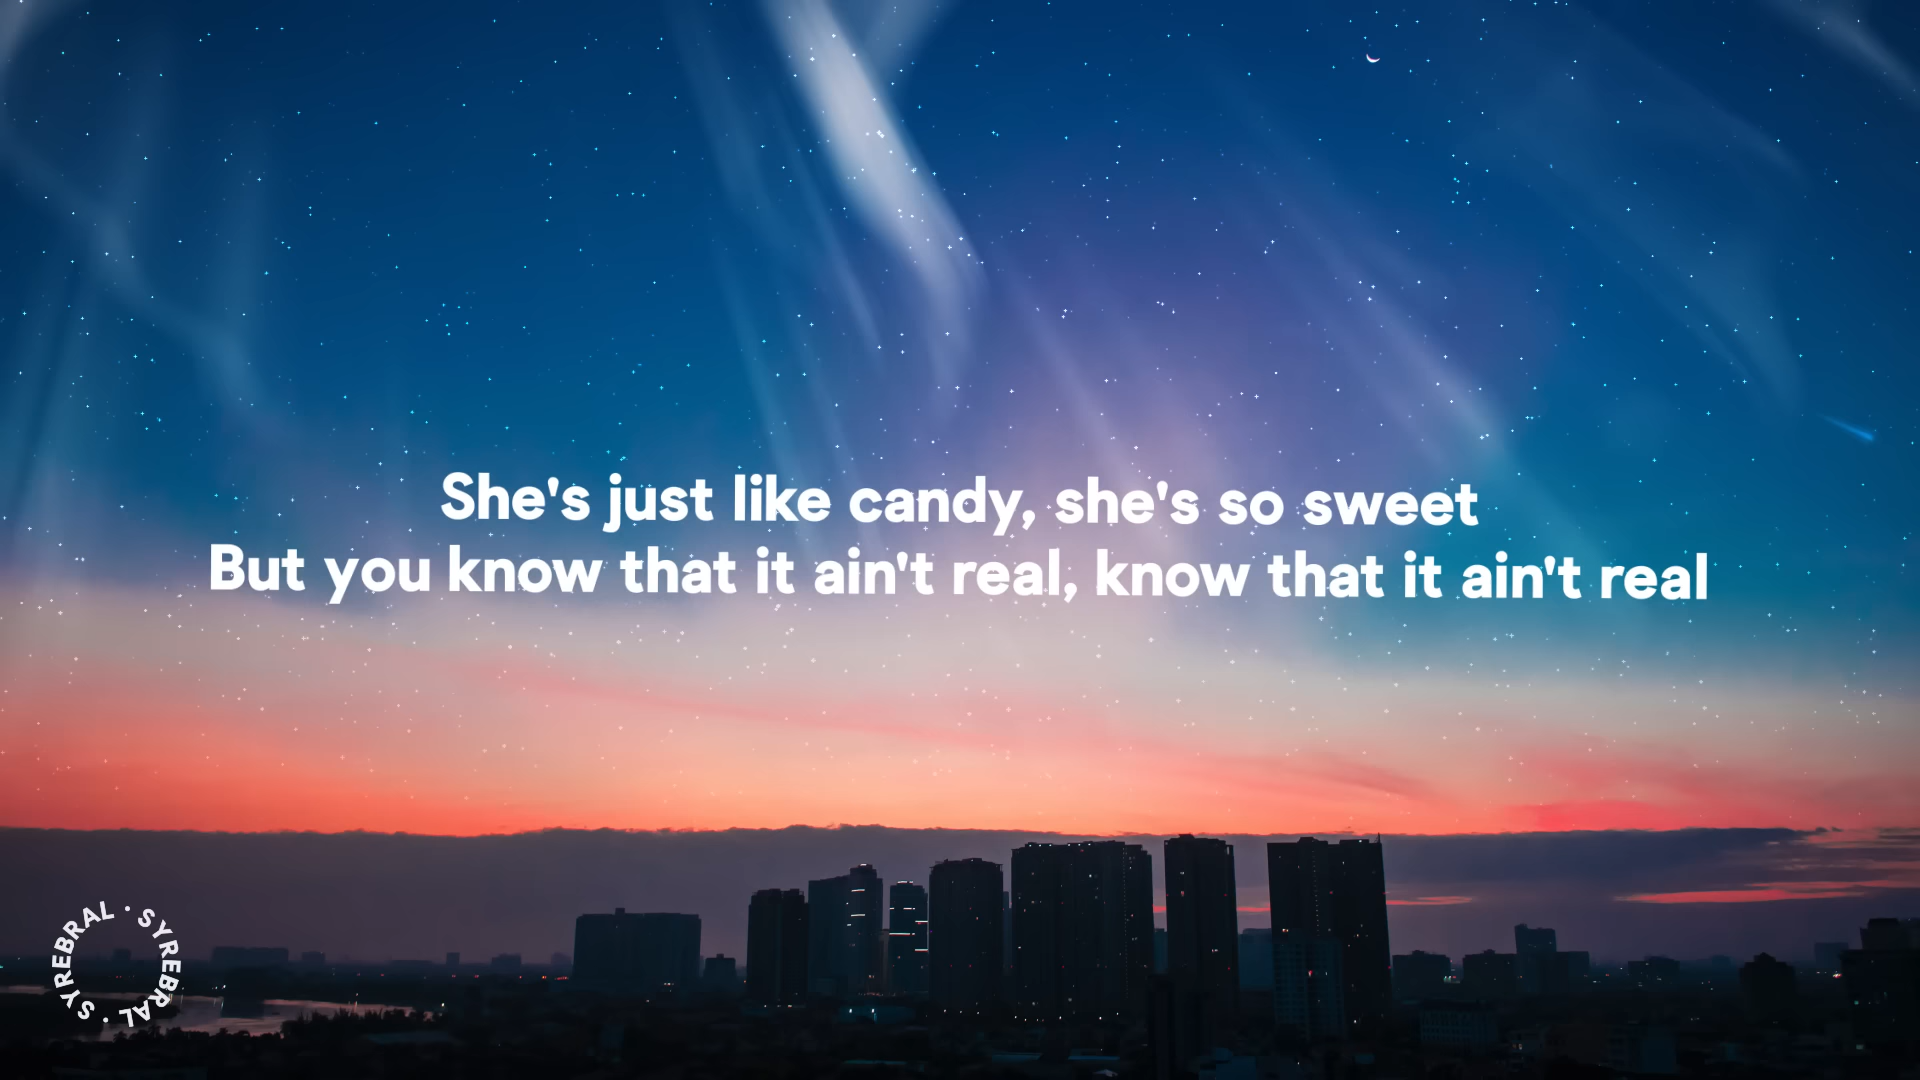 She's just like candy, she's so sweet
But you know that it ain't real, know that it ain't real
SYREBRAL · SYREBRAL ·